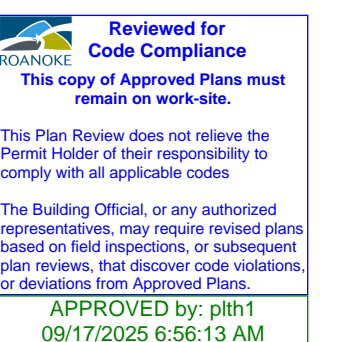 Reviewed for
Code Compliance
ROANOKE
This copy of Approved Plans must
remain on work-site.
This Plan Review does not relieve the
Permit Holder of their responsibility to
comply with all applicable codes
The Building Official, or any authorized
representatives, may require revised plans
based on field inspections, or subsequent
plan reviews, that discover code violations,
or deviations from Approved Plans.
APPROVED by: plth1
09/17/2025 6:56:13 AM